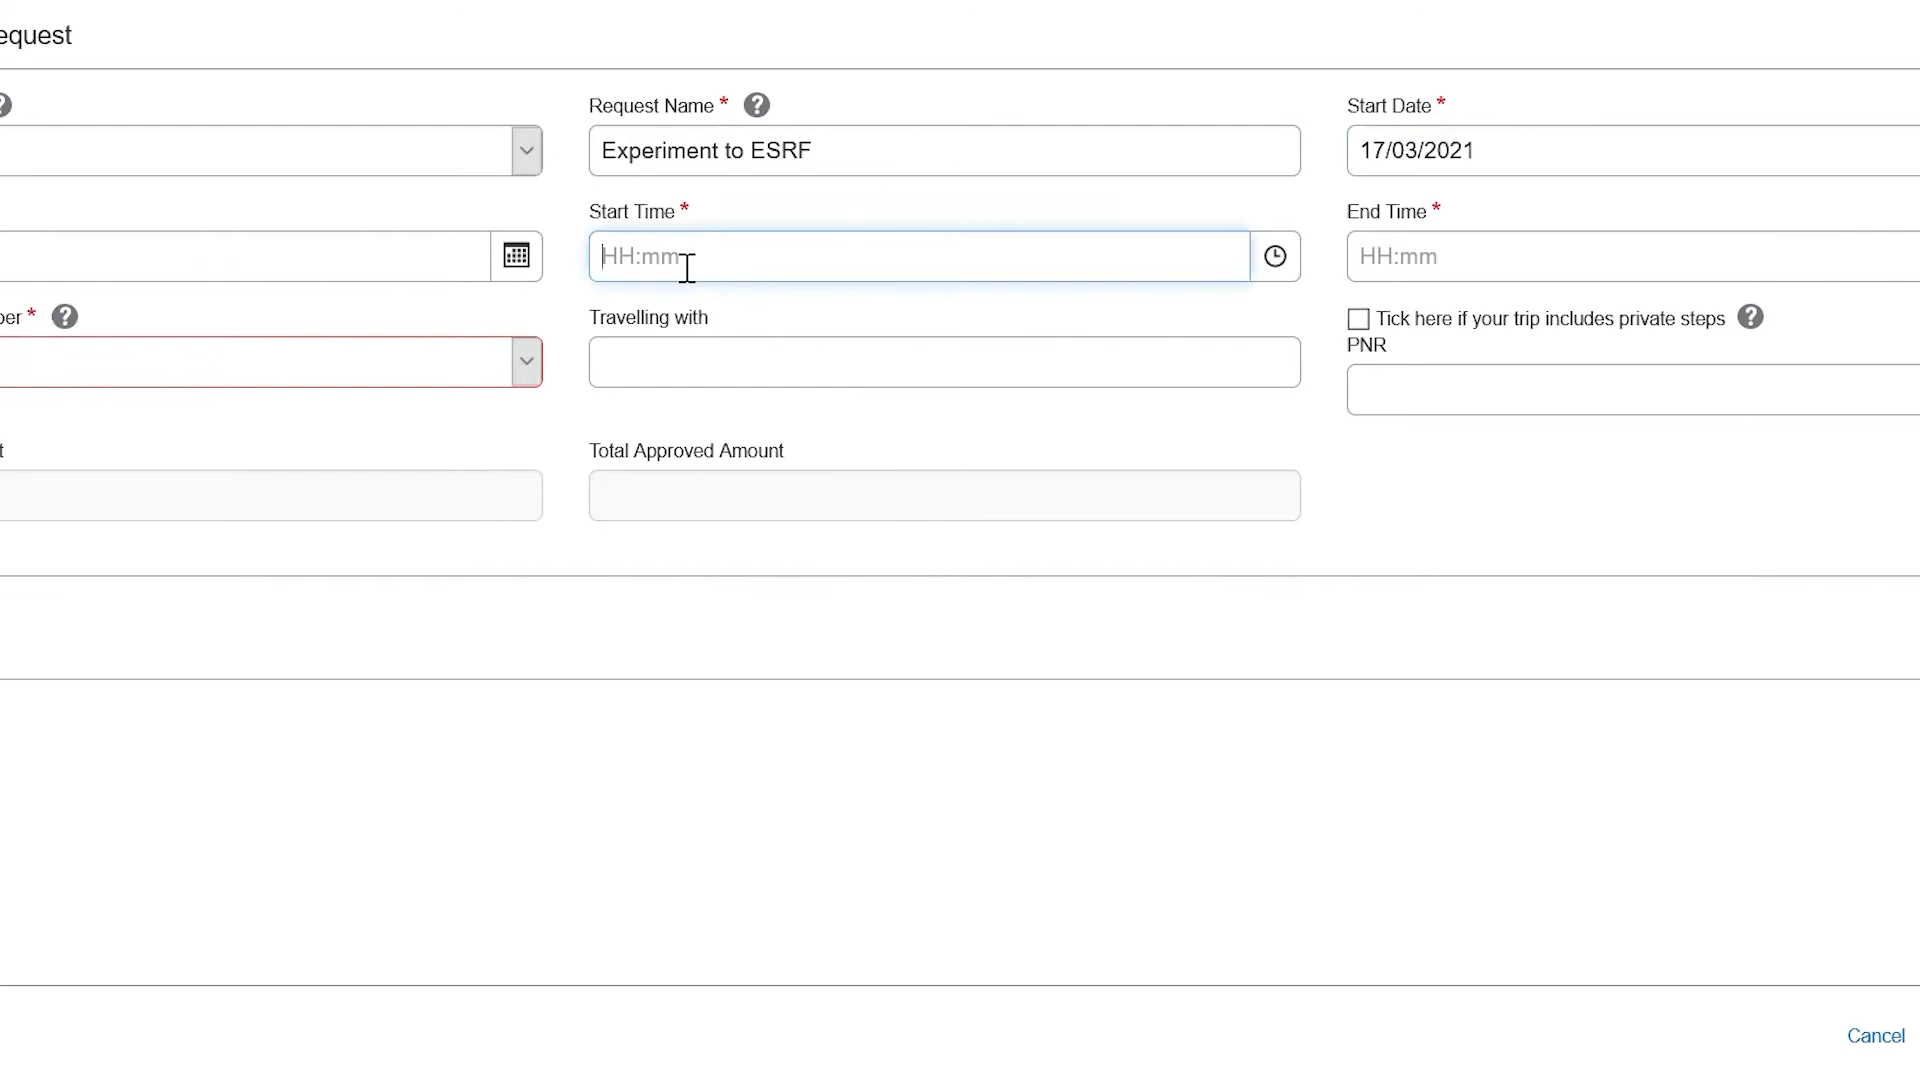 equest
Request Name *
Start Date *
Experiment to ESRF
17/03/2021
Start Time *
End Time *
HH:mm
HH:mm
ber *
Travelling with
Tick here if your trip includes private steps
PNR
t
Total Approved Amount
Cancel